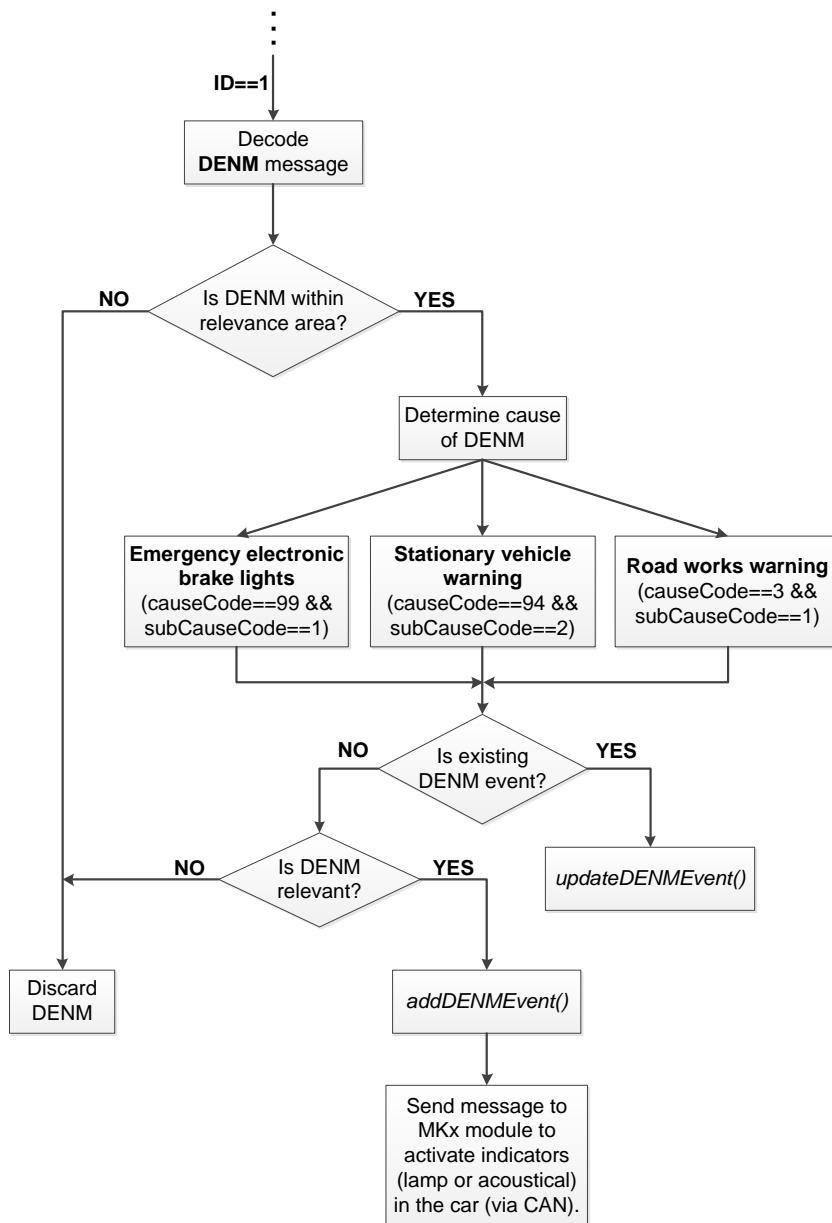 ID==1
Decode
DENM message
NO
Is DENM within
relevance area?
YES
Determine cause
of DENM
Emergency electronic
brake lights
(causeCode==99 &&
subCauseCode==1)
Stationary vehicle
warning
(causeCode==94 &&
subCauseCode==2)
Road works warning
(causeCode==3 &&
subCauseCode==1)
NO
Is existing
DENM event?
YES
NO
Is DENM
relevant?
YES
updateDENMEvent()
Discard
DENM
addDENMEvent()
Send message to
MKx module to
activate indicators
(lamp or acoustical)
in the car (via CAN).